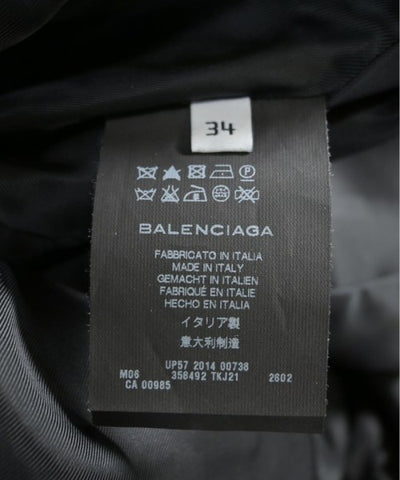 34
BALENCIAGA
FABBRICATO IN ITALIA
MADE IN ITALY
GEMACHT IN ITALIEN
FABRIQUÉ EN ITALIE
HECHO EN ITALIA
イタリア製
意大利制造
UP57 2014 00738
M06 358492 TKJ21 2602
CA 00985